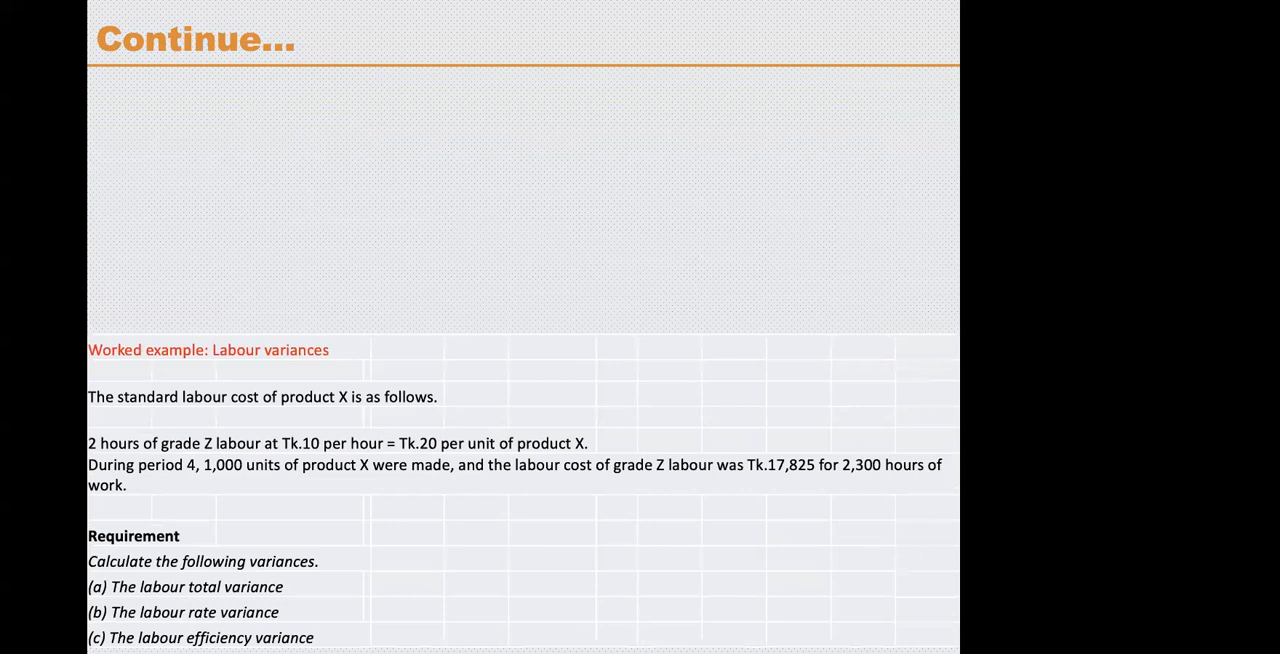 Continue...
Worked example: Labour variances
The standard labour cost of product X is as follows.
2 hours of grade Z labour at Tk.10 per hour = Tk.20 per unit of product X.
During period 4, 1,000 units of product X were made, and the labour cost of grade Z labour was Tk.17,825 for 2,300 hours of
work.
Requirement
Calculate the following variances.
(a) The labour total variance
(b) The labour rate variance
(c) The labour efficiency variance